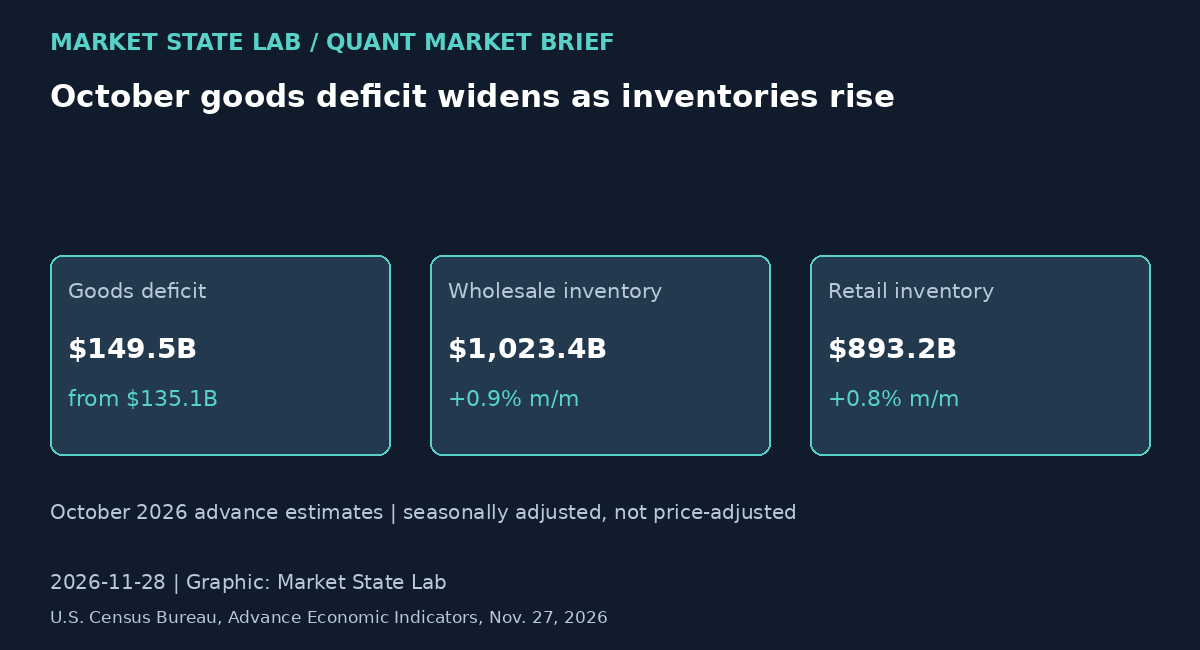 MARKET STATE LAB / QUANT MARKET BRIEF
October goods deficit widens as inventories rise
Goods deficit
$149.5B
from $135.1B
Wholesale inventory
$1,023.4B
+0.9% m/m
Retail inventory
$893.2B
+0.8% m/m
October 2026 advance estimates | seasonally adjusted, not price-adjusted
2026-11-28 | Graphic: Market State Lab
U.S. Census Bureau, Advance Economic Indicators, Nov. 27, 2026